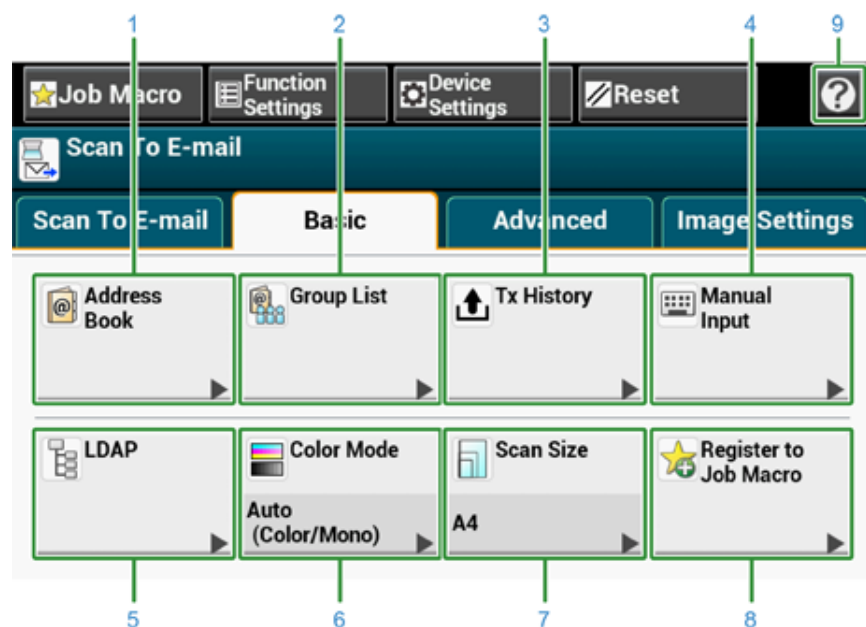 1 2 3 4 9
Job Macro
Function
Settings
Device
Settings
Reset
?
Scan To E-mail
Scan To E-mail Basic Advanced Image Settings
Address
Book
Group List
Tx History
Manual
Input
LDAP
Color Mode
Auto
(Color/Mono)
Scan Size
A4
Register to
Job Macro
5 6 7 8